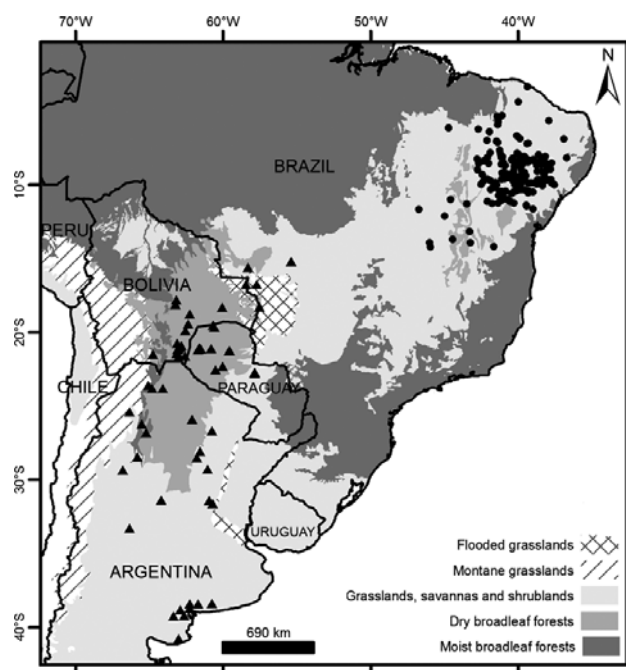 70°W 60°W 50°W 40°W
N
BRAZIL
10°S
PERU
BOLIVIA
20°S
CHILE
PARAGUAY
30°S
URUGUAY
Flooded grasslands
Montane grasslands
ARGENTINA
Grasslands, savannas and shrublands
Dry broadleaf forests
40°S
690 km
Moist broadleaf forests